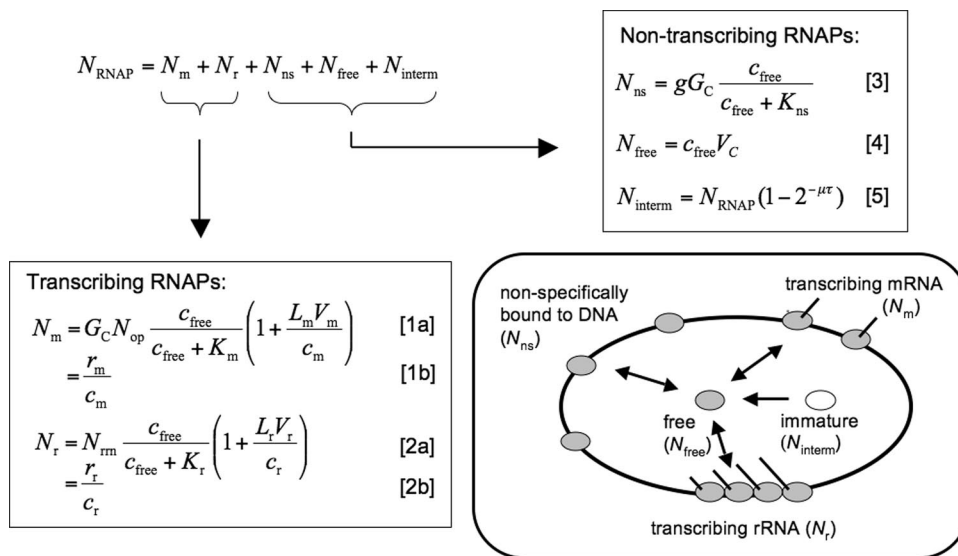 N_RNAP = N_m + N_r + N_ns + N_free + N_interm
Non-transcribing RNAPs:
N_ns = gG_C c_free / (c_free + K_ns) [3]
N_free = c_free V_C [4]
N_interm = N_RNAP (1 − 2^{−μτ}) [5]
Transcribing RNAPs:
N_m = G_C N_op c_free / (c_free + K_m) (1 + L_m V_m / c_m) [1a]
= r_m / c_m [1b]
N_r = N_rrn c_free / (c_free + K_r) (1 + L_r V_r / c_r) [2a]
= r_r / c_r [2b]
non-specifically
bound to DNA
(N_ns)
transcribing mRNA
(N_m)
free
(N_free)
immature
(N_interm)
transcribing rRNA (N_r)